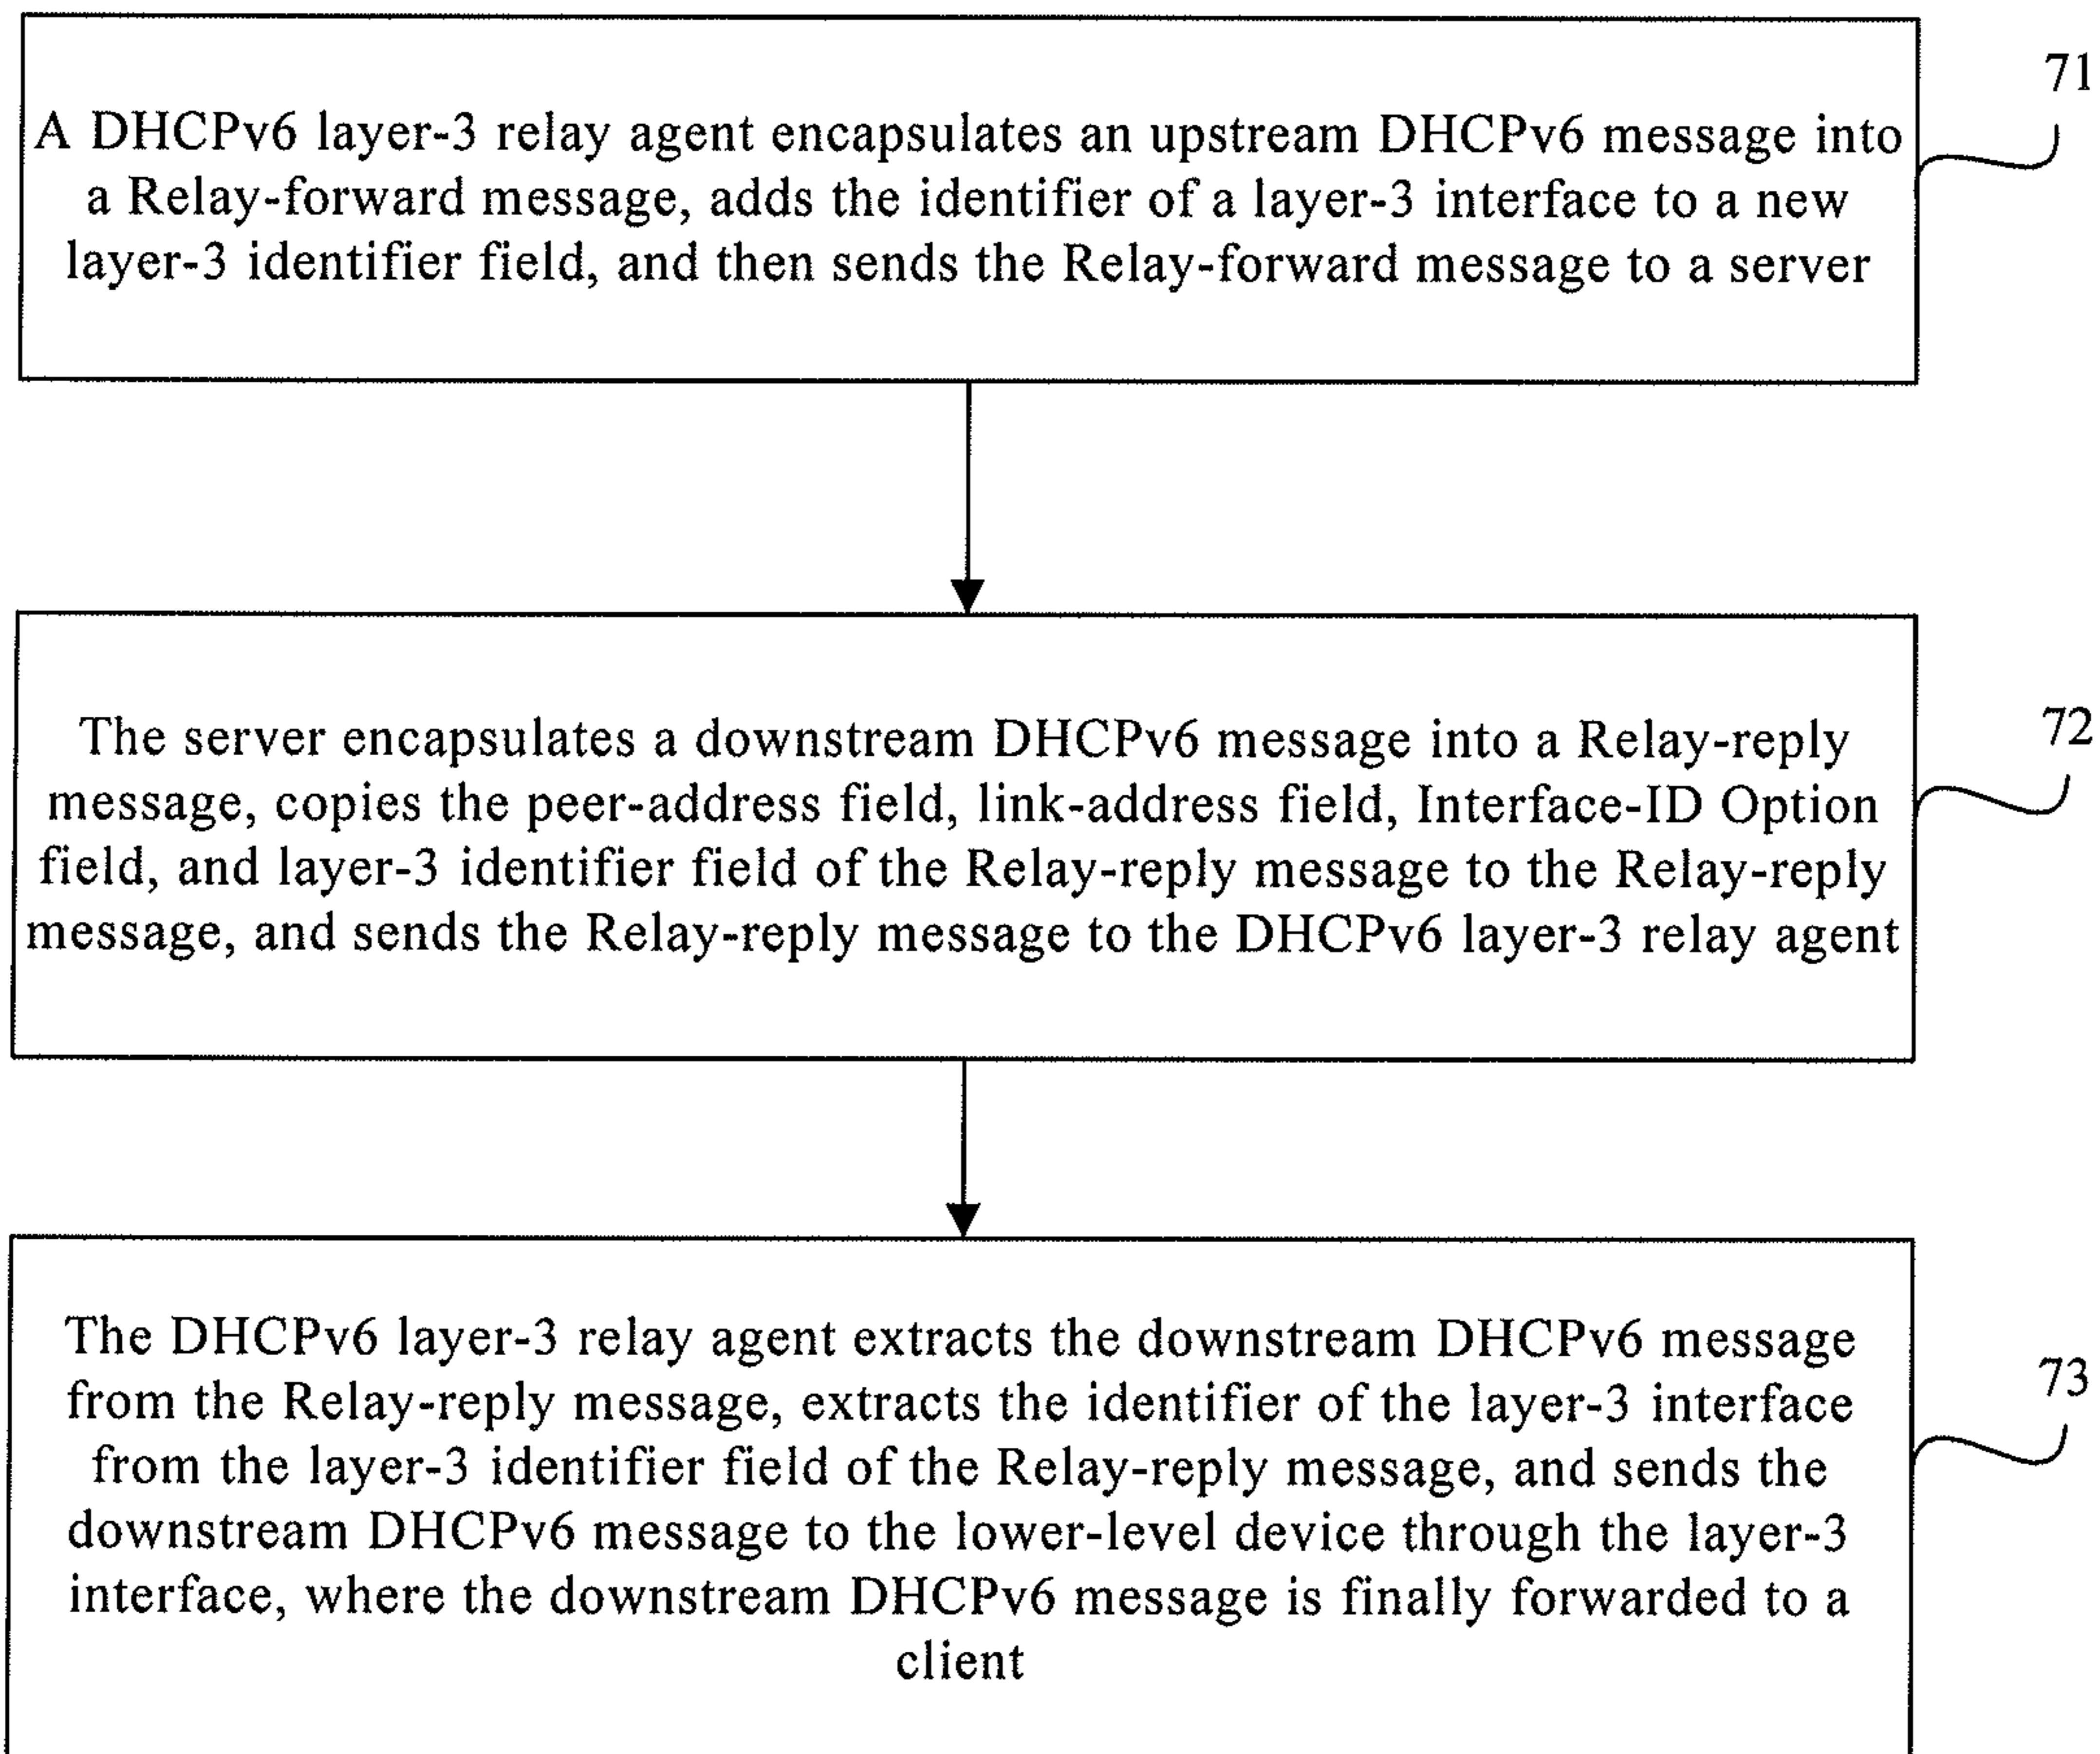 71
A DHCPv6 layer-3 relay agent encapsulates an upstream DHCPv6 message into
a Relay-forward message, adds the identifier of a layer-3 interface to a new
layer-3 identifier field, and then sends the Relay-forward message to a server
72
The server encapsulates a downstream DHCPv6 message into a Relay-reply
message, copies the peer-address field, link-address field, Interface-ID Option
field, and layer-3 identifier field of the Relay-reply message to the Relay-reply
message, and sends the Relay-reply message to the DHCPv6 layer-3 relay agent
73
The DHCPv6 layer-3 relay agent extracts the downstream DHCPv6 message
from the Relay-reply message, extracts the identifier of the layer-3 interface
from the layer-3 identifier field of the Relay-reply message, and sends the
downstream DHCPv6 message to the lower-level device through the layer-3
interface, where the downstream DHCPv6 message is finally forwarded to a
client